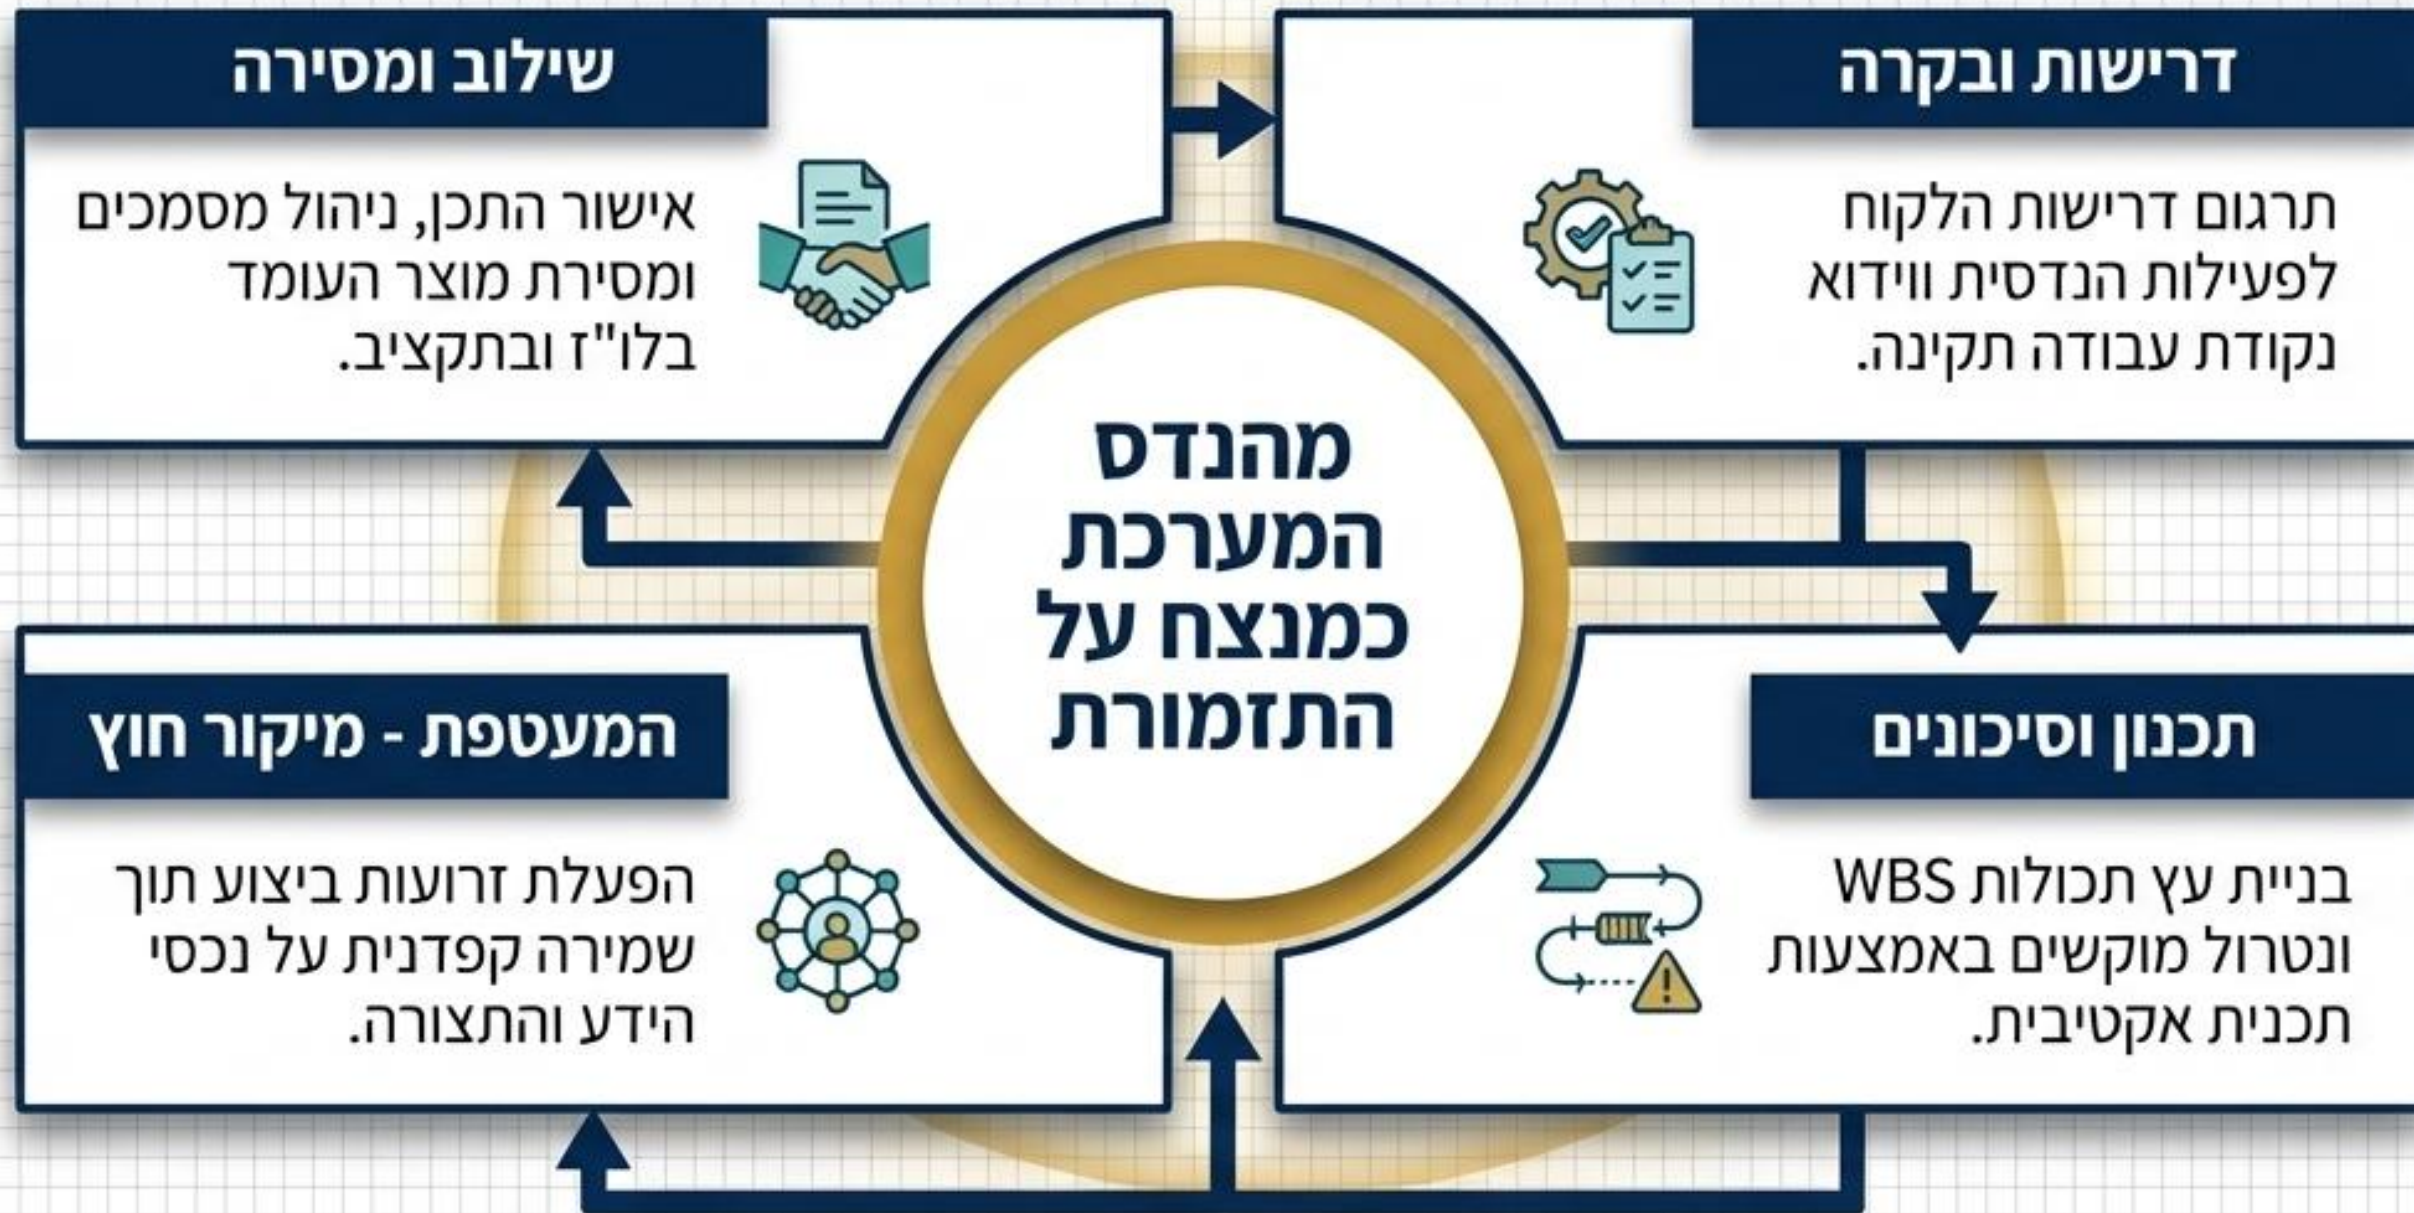 דרישות ובקרה
תרגום דרישות הלקוח
לפעילות הנדסית ווידוא
נקודת עבודה תקינה.
שילוב ומסירה
אישור התכן, ניהול מסמכים
ומסירת מוצר העומד
בלו"ז ובתקציב.
מהנדס
המערכת
כמנצח על
התזמורת
תכנון וסיכונים
בניית עץ תכולות WBS
ונטרול מוקשים באמצעות
תכנית אקטיבית.
המעטפת - מיקור חוץ
הפעלת זרועות ביצוע תוך
שמירה קפדנית על נכסי
הידע והתצורה.